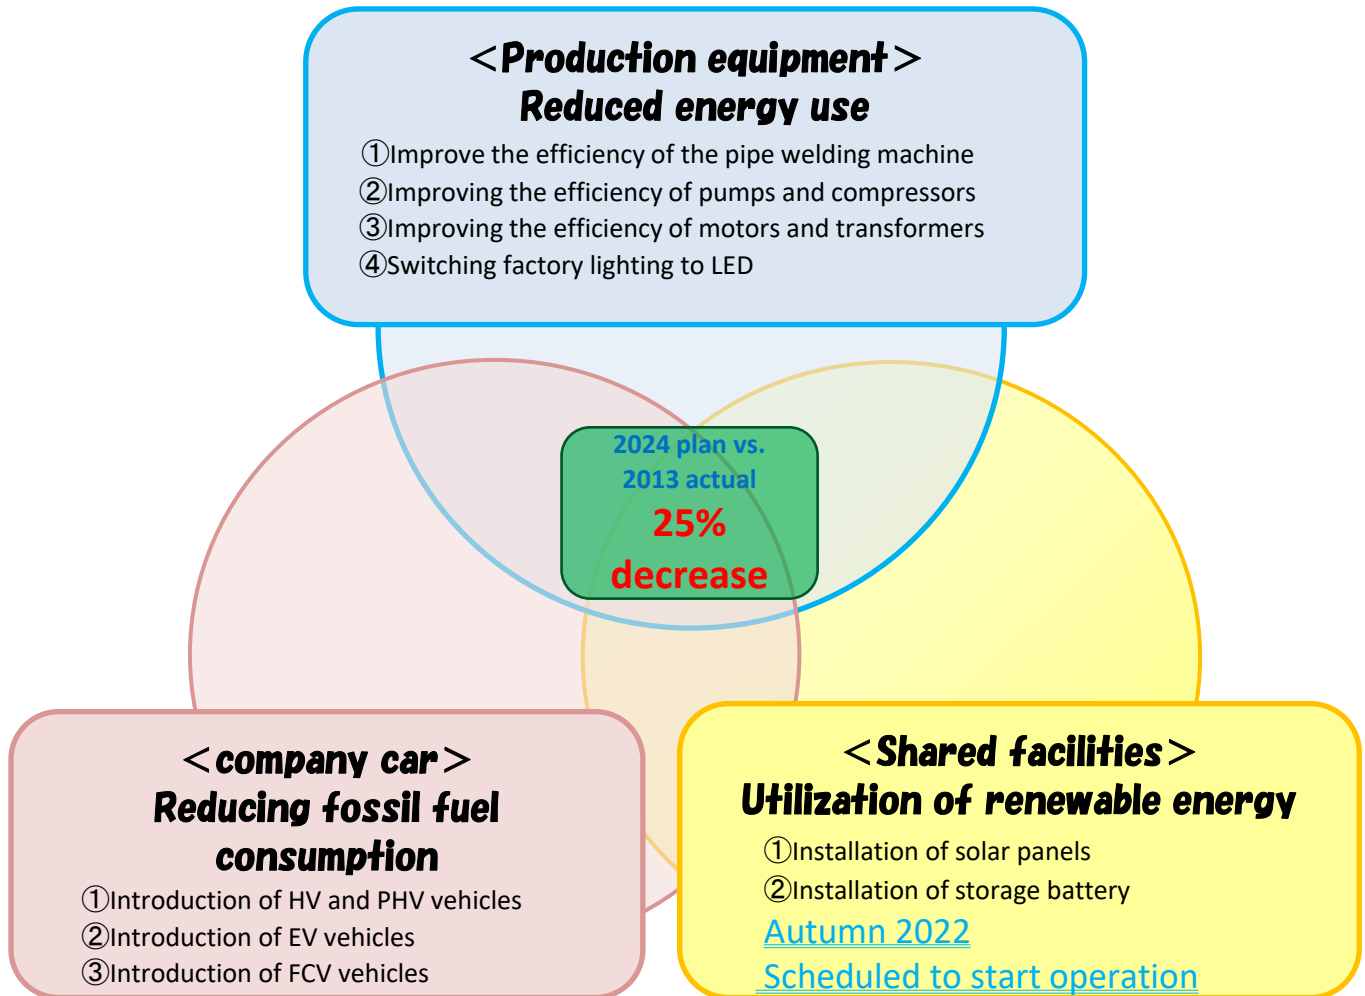 ＜Production equipment＞
Reduced energy use
①Improve the efficiency of the pipe welding machine
②Improving the efficiency of pumps and compressors
③Improving the efficiency of motors and transformers
④Switching factory lighting to LED
2024 plan vs.
2013 actual
25%
decrease
＜company car＞
Reducing fossil fuel
consumption
①Introduction of HV and PHV vehicles
②Introduction of EV vehicles
③Introduction of FCV vehicles
＜Shared facilities＞
Utilization of renewable energy
①Installation of solar panels
②Installation of storage battery
Autumn 2022
Scheduled to start operation